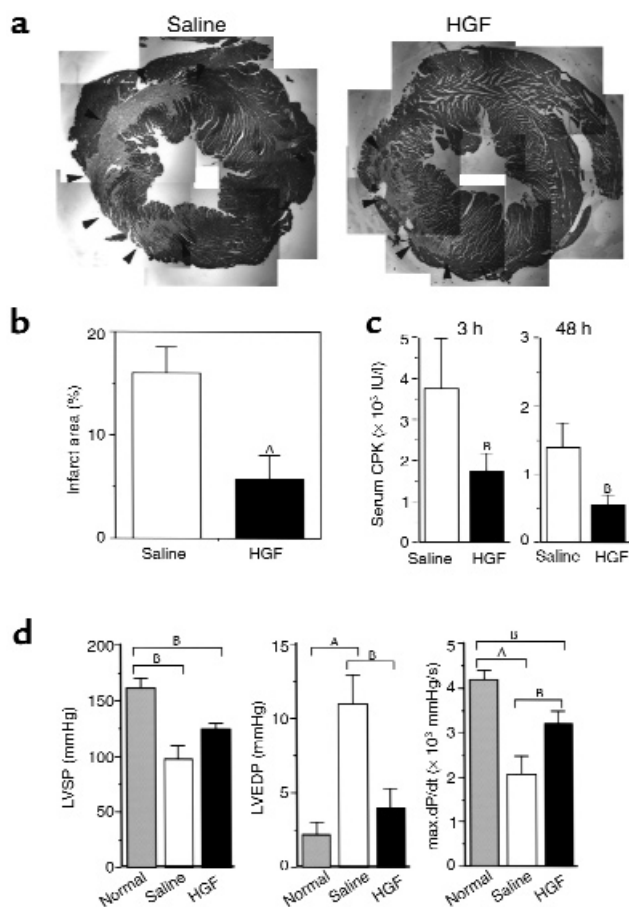 a
Saline
HGF
b
20
10
0
Infarct area (%)
A
Saline
HGF
c
3 h
48 h
5
4
3
2
1
0
Serum CPK (× 10³ IU/l)
B
Saline
HGF
3
2
1
0
B
Saline
HGF
d
200
150
100
50
0
LVSP (mmHg)
B
B
Normal
Saline
HGF
15
10
5
0
LVEDP (mmHg)
A
B
Normal
Saline
HGF
5
4
3
2
1
0
max.dP/dt (× 10³ mmHg/s)
B
A
B
Normal
Saline
HGF